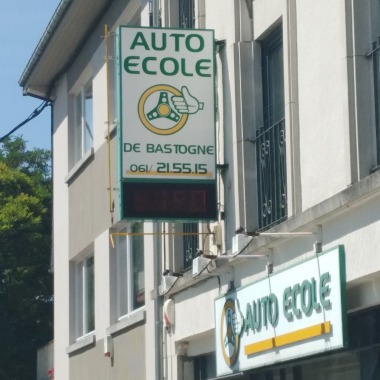 AUTO
ECOLE
DE BASTOGNE
061/21.55.15
AUTO ECOLE